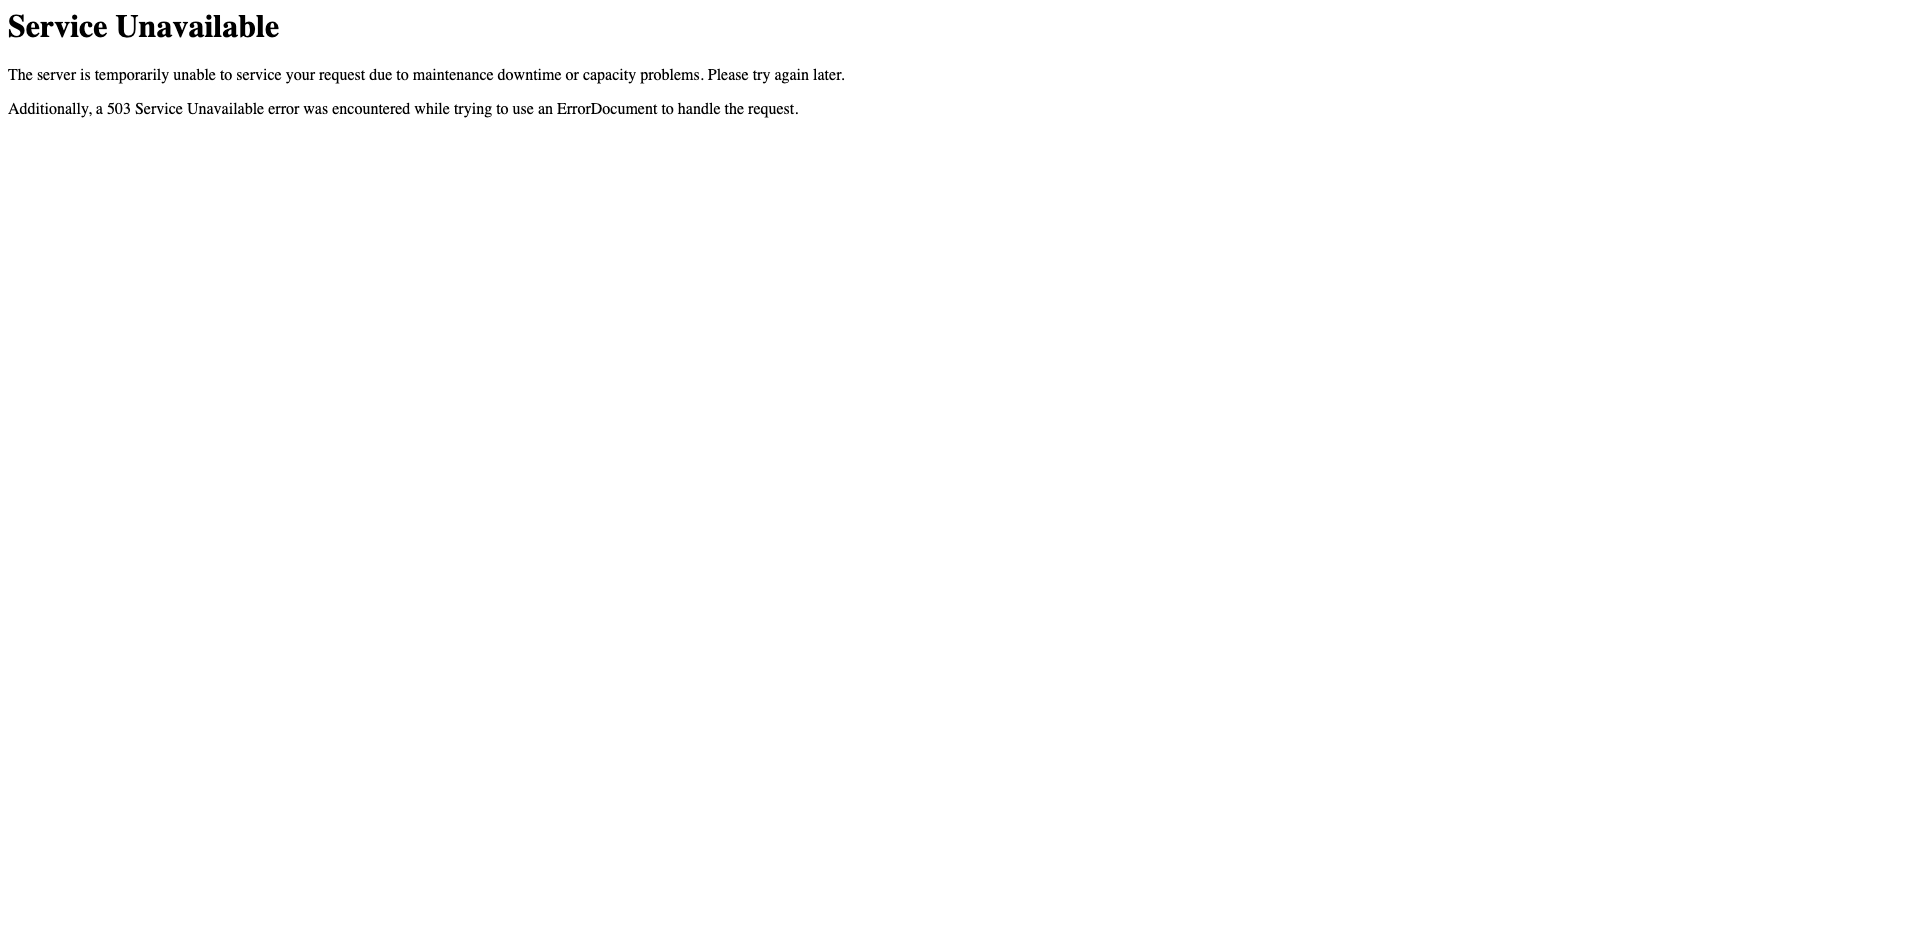 Service Unavailable
The server is temporarily unable to service your request due to maintenance downtime or capacity problems. Please try again later.
Additionally, a 503 Service Unavailable error was encountered while trying to use an ErrorDocument to handle the request.